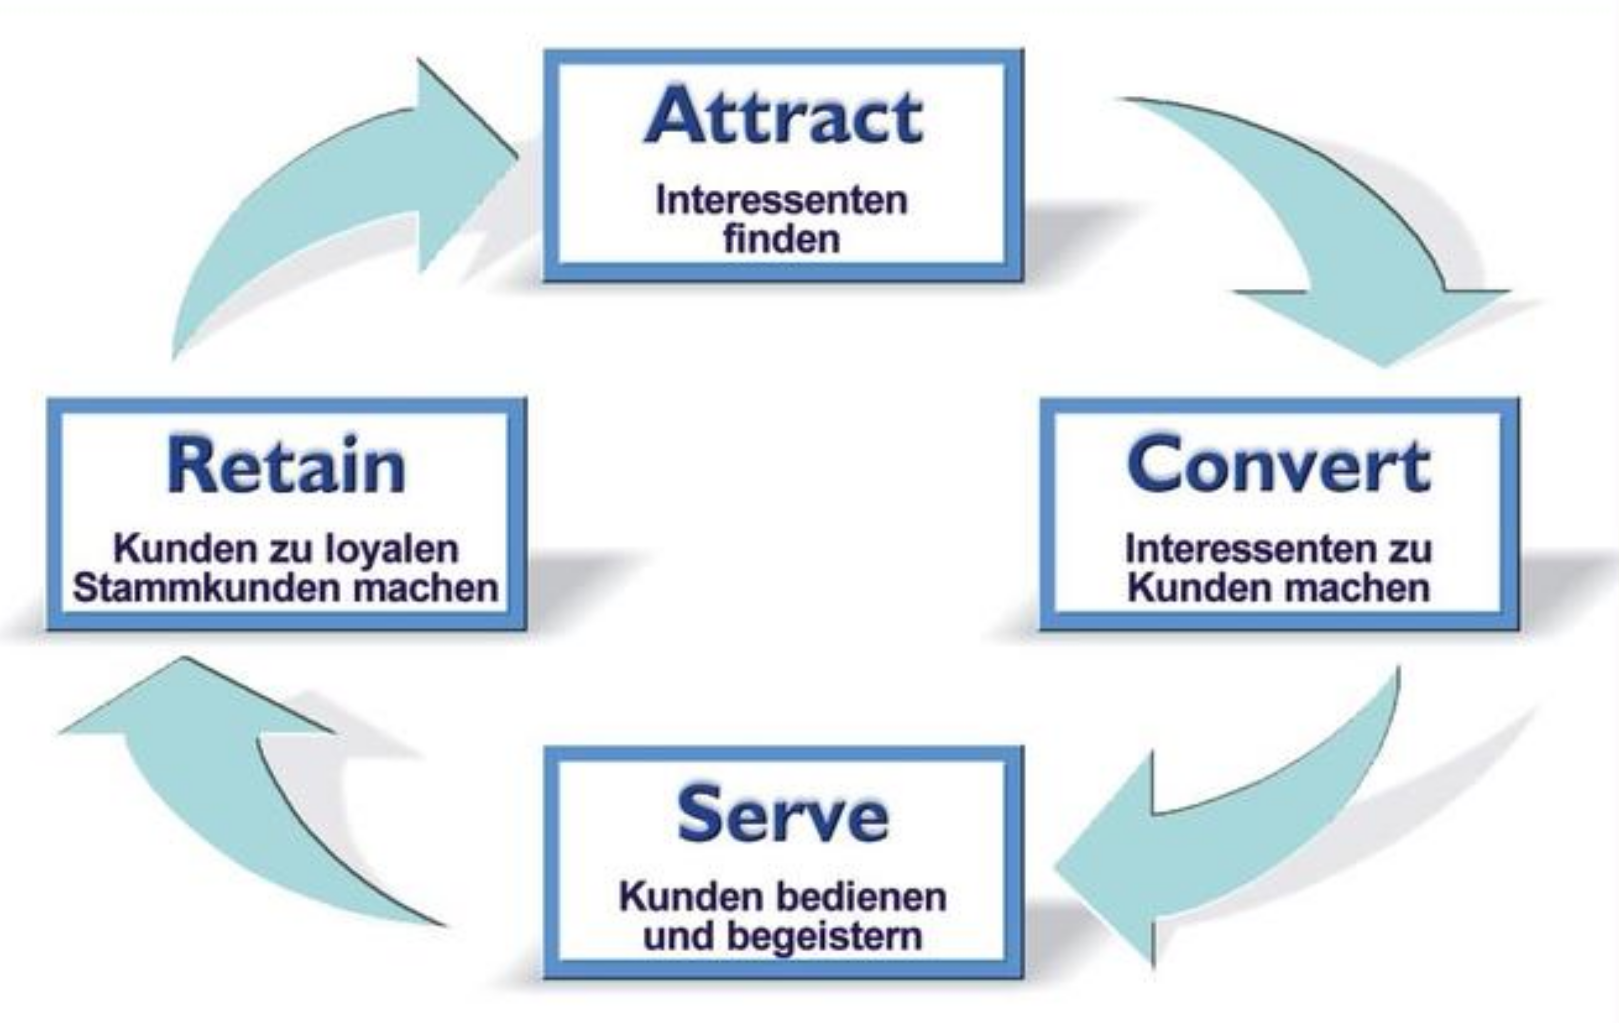 Attract
Interessenten
finden
Retain
Kunden zu loyalen
Stammkunden machen
Convert
Interessenten zu
Kunden machen
Serve
Kunden bedienen
und begeistern